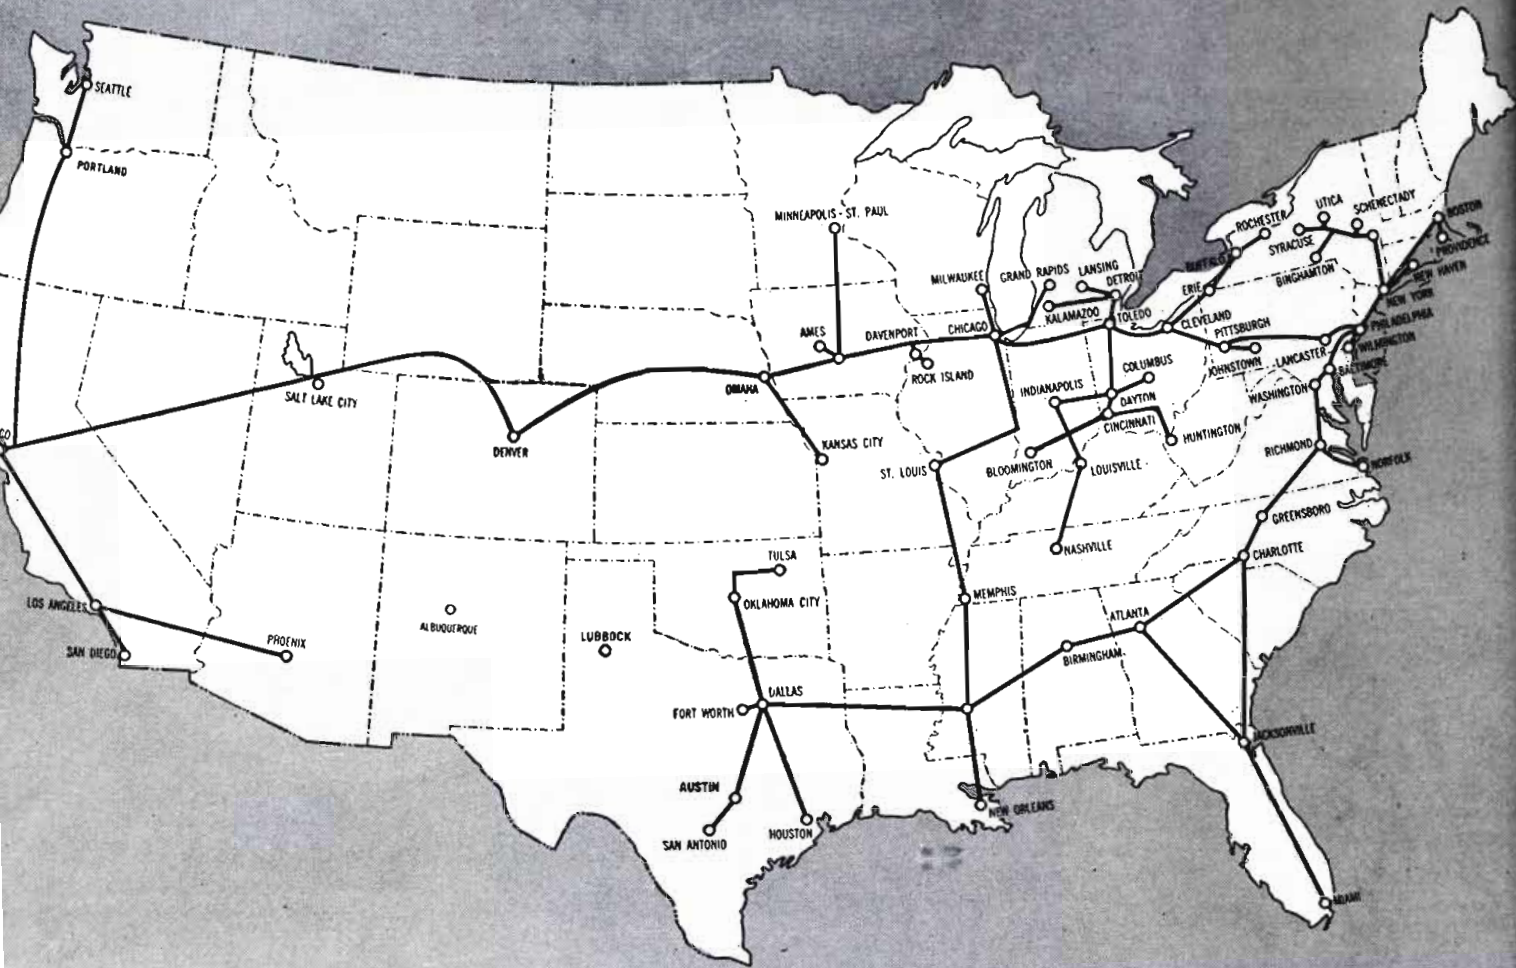 SEATTLE
PORTLAND
MINNEAPOLIS - ST. PAUL
ROCHESTER
UTICA
SCHENECTADY
BOSTON
SYRACUSE
PROVIDENCE
BUFFALO
NEW HAVEN
BINGHAMTON
MILWAUKEE
GRAND RAPIDS
LANSING
DETROIT
ERIE
NEW YORK
KALAMAZOO
TOLEDO
CLEVELAND
PITTSBURGH
PHILADELPHIA
AMES
DAVENPORT
CHICAGO
WILMINGTON
LANCASTER
JOHNSTOWN
BALTIMORE
ROCK ISLAND
COLUMBUS
INDIANAPOLIS
WASHINGTON
OMAHA
SALT LAKE CITY
DAYTON
CINCINNATI
HUNTINGTON
GO
DENVER
KANSAS CITY
RICHMOND
ST. LOUIS
BLOOMINGTON
LOUISVILLE
NORFOLK
GREENSBORO
NASHVILLE
CHARLOTTE
TULSA
OKLAHOMA CITY
MEMPHIS
LOS ANGELES
ALBUQUERQUE
ATLANTA
LUBBOCK
PHOENIX
SAN DIEGO
BIRMINGHAM
DALLAS
FORT WORTH
JACKSONVILLE
AUSTIN
NEW ORLEANS
HOUSTON
SAN ANTONIO
MIAMI